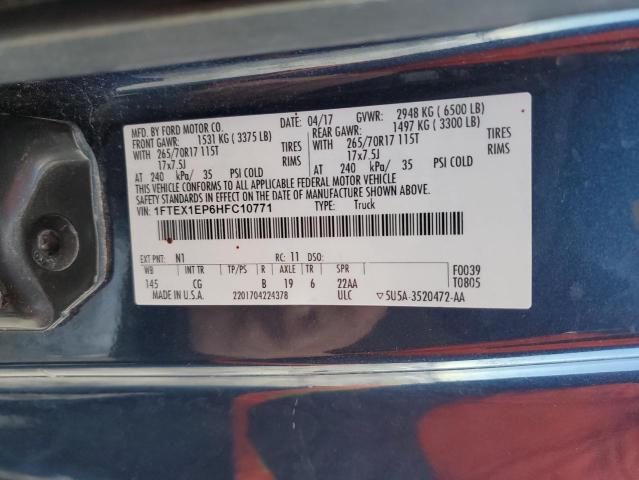 MFD. BY FORD MOTOR CO. DATE: 04/17 GVWR: 2948 KG ( 6500 LB)
FRONT GAWR: 1531 KG ( 3375 LB) REAR GAWR: 1497 KG ( 3300 LB)
WITH 265/70R17 115T TIRES WITH 265/70R17 115T TIRES
17x7.5J RIMS 17x7.5J RIMS
AT 240 kPa/ 35 PSI COLD AT 240 kPa/ 35 PSI COLD
THIS VEHICLE CONFORMS TO ALL APPLICABLE FEDERAL MOTOR VEHICLE
SAFETY STANDARDS IN EFFECT ON THE DATE OF MANUFACTURE SHOWN ABOVE.
VIN: 1FTEX1EP6HFC10771 TYPE: Truck
EXT PNT: N1 RC: 11 DSO:
WB INT TR TP/PS R AXLE TR SPR F0039
145 CG B 19 6 22AA T0805
MADE IN U.S.A. 2201704224378 ULC ▽5U5A-3520472-AA